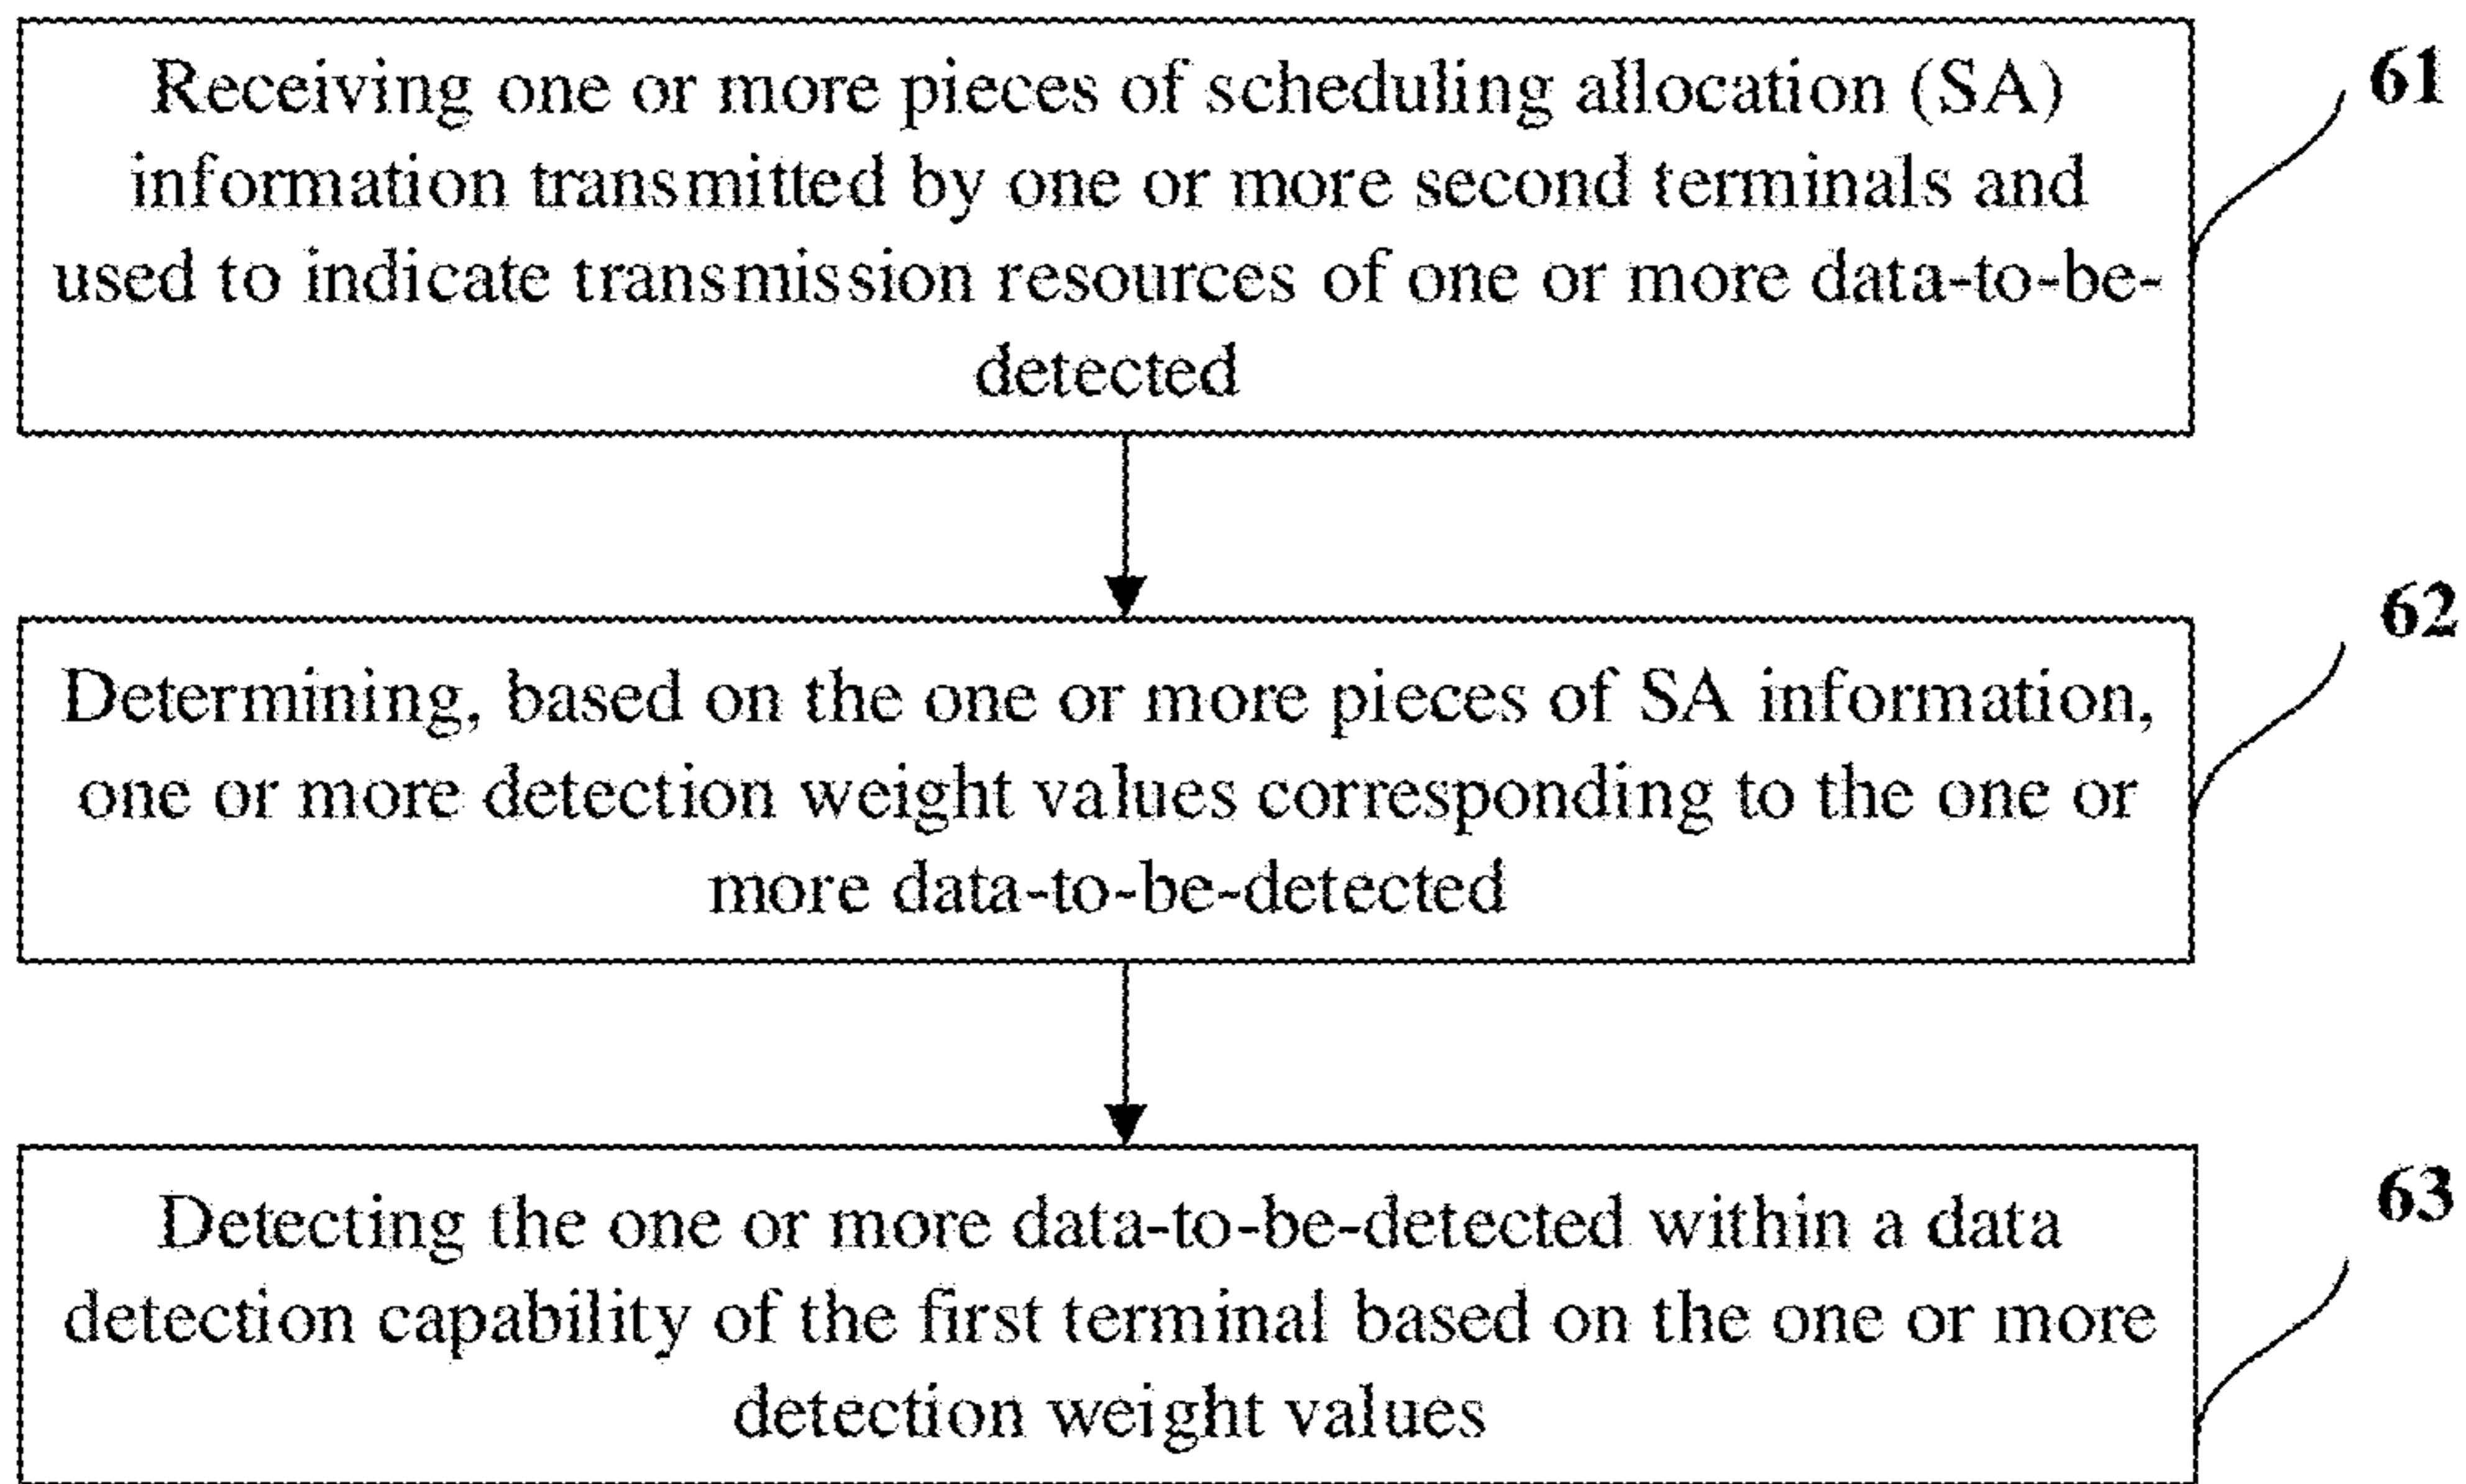 Receiving one or more pieces of scheduling allocation (SA)
information transmitted by one or more second terminals and
used to indicate transmission resources of one or more data-to-be-
detected
61
Determining, based on the one or more pieces of SA information,
one or more detection weight values corresponding to the one or
more data-to-be-detected
62
Detecting the one or more data-to-be-detected within a data
detection capability of the first terminal based on the one or more
detection weight values
63